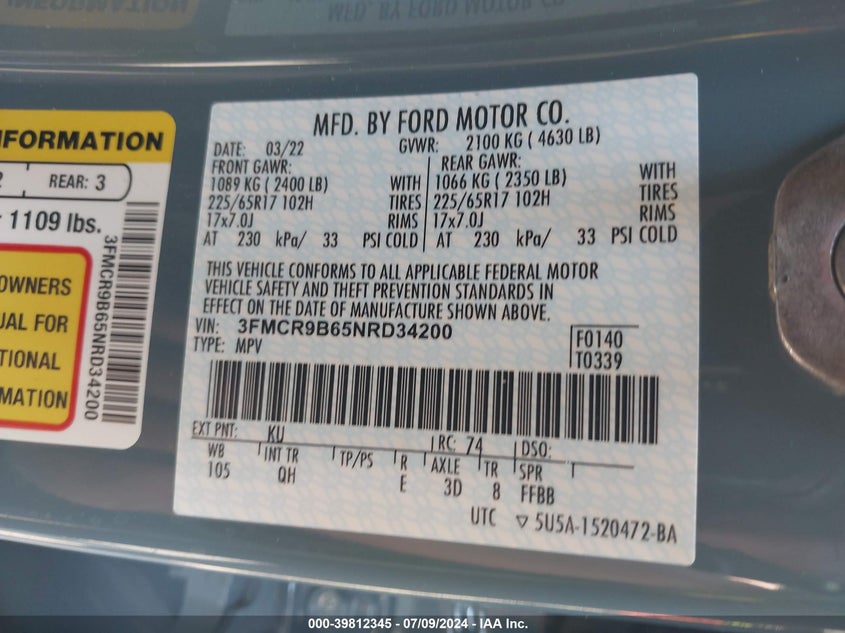 MFD. BY FORD MOTOR CO.
DATE: 03/22 GVWR: 2100 KG ( 4630 LB)
FRONT GAWR: REAR GAWR:
1089 KG ( 2400 LB) WITH 1066 KG ( 2350 LB) WITH
225/65R17 102H TIRES 225/65R17 102H TIRES
17x7.0J RIMS 17x7.0J RIMS
AT 230 kPa/ 33 PSI COLD AT 230 kPa/ 33 PSI COLD
THIS VEHICLE CONFORMS TO ALL APPLICABLE FEDERAL MOTOR
VEHICLE SAFETY AND THEFT PREVENTION STANDARDS IN
EFFECT ON THE DATE OF MANUFACTURE SHOWN ABOVE.
VIN: 3FMCR9B65NRD34200
TYPE: MPV
F0140
T0339
EXT PNT: KU RC: 74 DSO:
WB INT TR TP/PS R AXLE TR SPR
105 QH E 3D 8 FFBB
UTC ▽ 5U5A-1520472-BA
INFORMATION
2 REAR: 3
1109 lbs.
OWNERS
UAL FOR
TIONAL
MATION
3FMCR9B65NRD34200
000-39812345 - 07/09/2024 - IAA Inc.